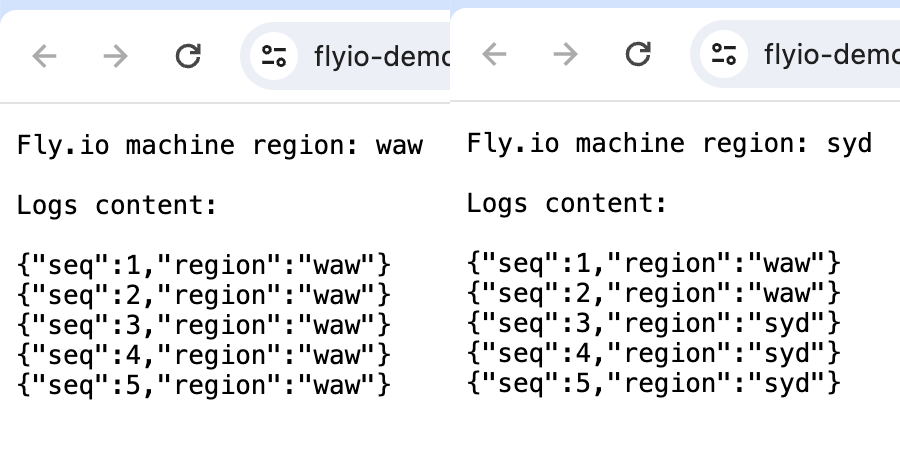 flyio-demo
Fly.io machine region: waw
Logs content:
{"seq":1,"region":"waw"}
{"seq":2,"region":"waw"}
{"seq":3,"region":"waw"}
{"seq":4,"region":"waw"}
{"seq":5,"region":"waw"}
flyio-demo
Fly.io machine region: syd
Logs content:
{"seq":1,"region":"waw"}
{"seq":2,"region":"waw"}
{"seq":3,"region":"syd"}
{"seq":4,"region":"syd"}
{"seq":5,"region":"syd"}